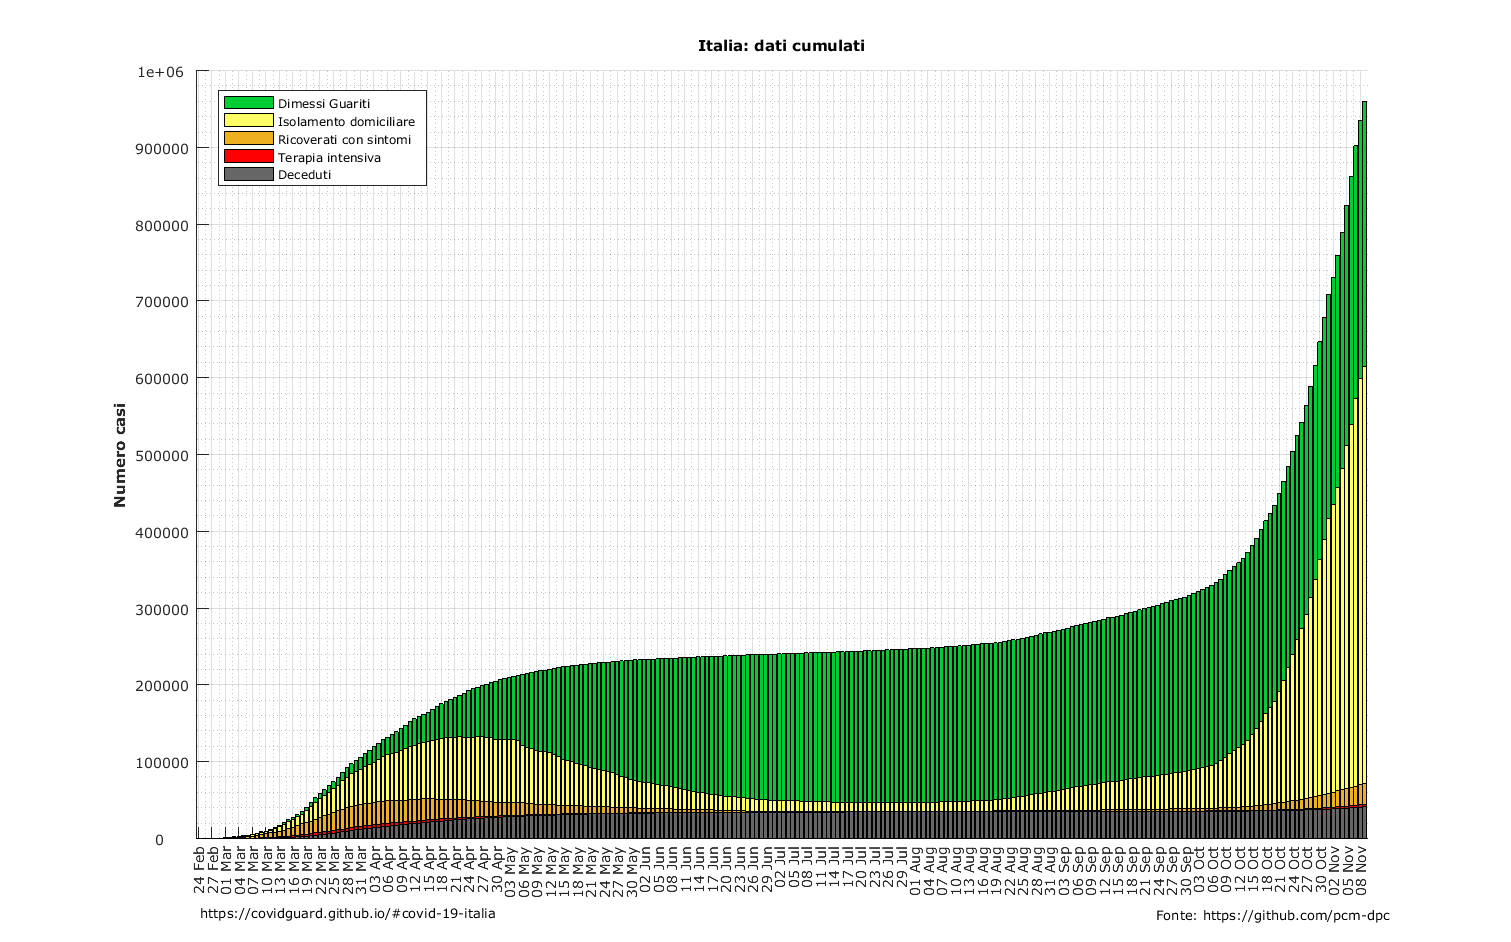 Italia: dati cumulati
1e+06
900000
800000
700000
600000
500000
400000
300000
200000
100000
0
Numero casi
Dimessi Guariti
Isolamento domiciliare
Ricoverati con sintomi
Terapia intensiva
Deceduti
24 Feb
27 Feb
01 Mar
04 Mar
07 Mar
10 Mar
13 Mar
16 Mar
19 Mar
22 Mar
25 Mar
28 Mar
31 Mar
03 Apr
06 Apr
09 Apr
12 Apr
15 Apr
18 Apr
21 Apr
24 Apr
27 Apr
30 Apr
03 May
06 May
09 May
12 May
15 May
18 May
21 May
24 May
27 May
30 May
02 Jun
05 Jun
08 Jun
11 Jun
14 Jun
17 Jun
20 Jun
23 Jun
26 Jun
29 Jun
02 Jul
05 Jul
08 Jul
11 Jul
14 Jul
17 Jul
20 Jul
23 Jul
26 Jul
29 Jul
01 Aug
04 Aug
07 Aug
10 Aug
13 Aug
16 Aug
19 Aug
22 Aug
25 Aug
28 Aug
31 Aug
03 Sep
06 Sep
09 Sep
12 Sep
15 Sep
18 Sep
21 Sep
24 Sep
27 Sep
30 Sep
03 Oct
06 Oct
09 Oct
12 Oct
15 Oct
18 Oct
21 Oct
24 Oct
27 Oct
30 Oct
02 Nov
05 Nov
08 Nov
https://covidguard.github.io/#covid-19-italia
Fonte: https://github.com/pcm-dpc